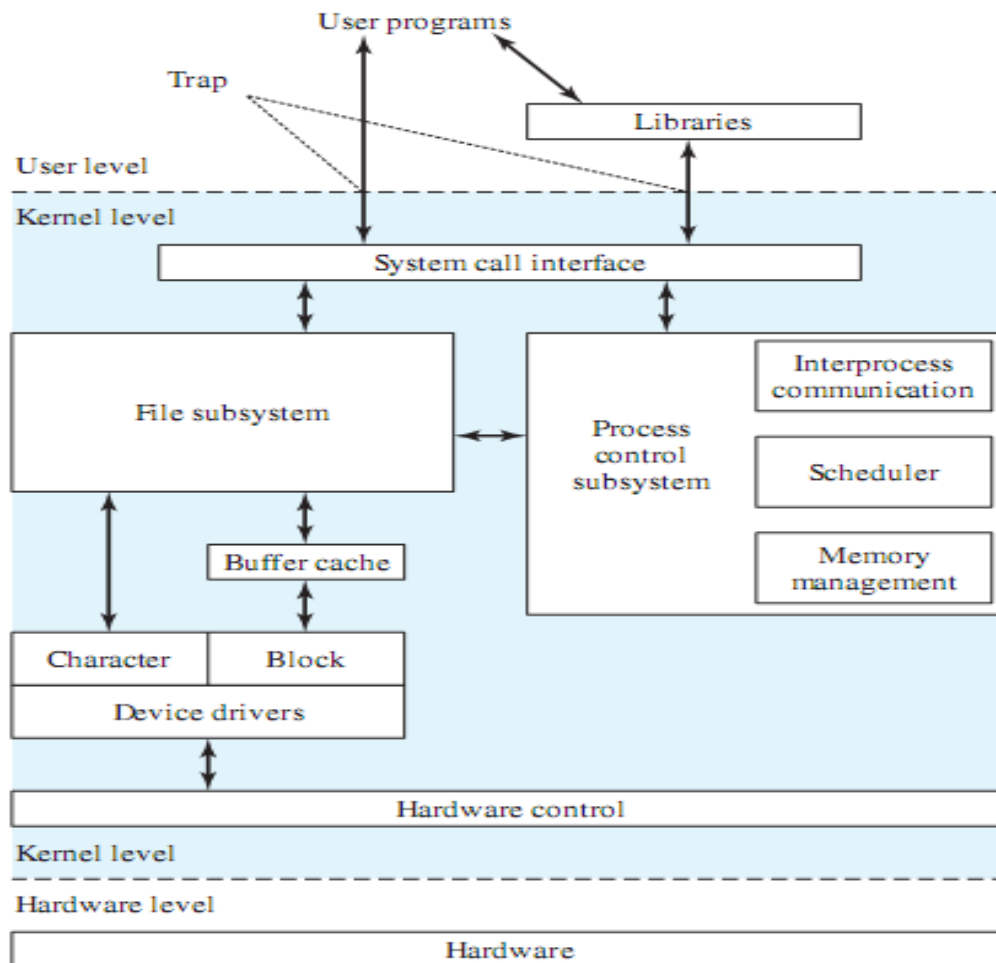 User programs
Trap
Libraries
User level
Kernel level
System call interface
File subsystem
Process
control
subsystem
Interprocess
communication
Scheduler
Memory
management
Buffer cache
Character
Block
Device drivers
Hardware control
Kernel level
Hardware level
Hardware